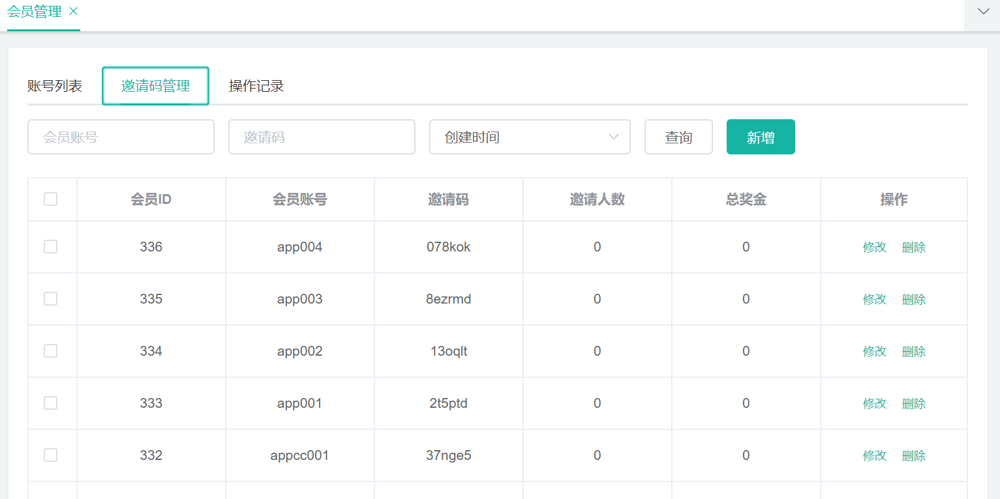 会员管理
账号列表 邀请码管理 操作记录
会员账号 邀请码 创建时间 查询 新增
会员ID 会员账号 邀请码 邀请人数 总奖金 操作
336 app004 078kok 0 0 修改 删除
335 app003 8ezrmd 0 0 修改 删除
334 app002 13oqlt 0 0 修改 删除
333 app001 2t5ptd 0 0 修改 删除
332 appcc001 37nge5 0 0 修改 删除